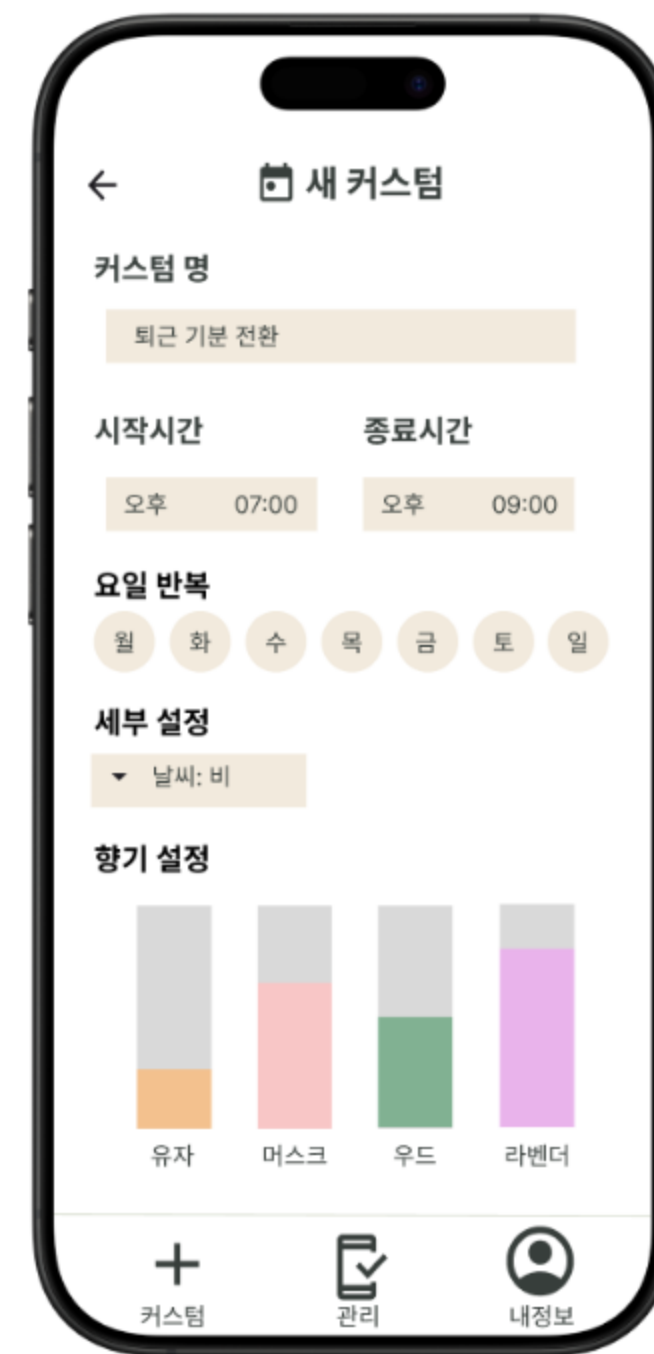 새 커스텀
커스텀 명
퇴근 기분 전환
시작시간 종료시간
오후 07:00 오후 09:00
요일 반복
월 화 수 목 금 토 일
세부 설정
날씨: 비
향기 설정
유자 머스크 우드 라벤더
커스텀 관리 내정보